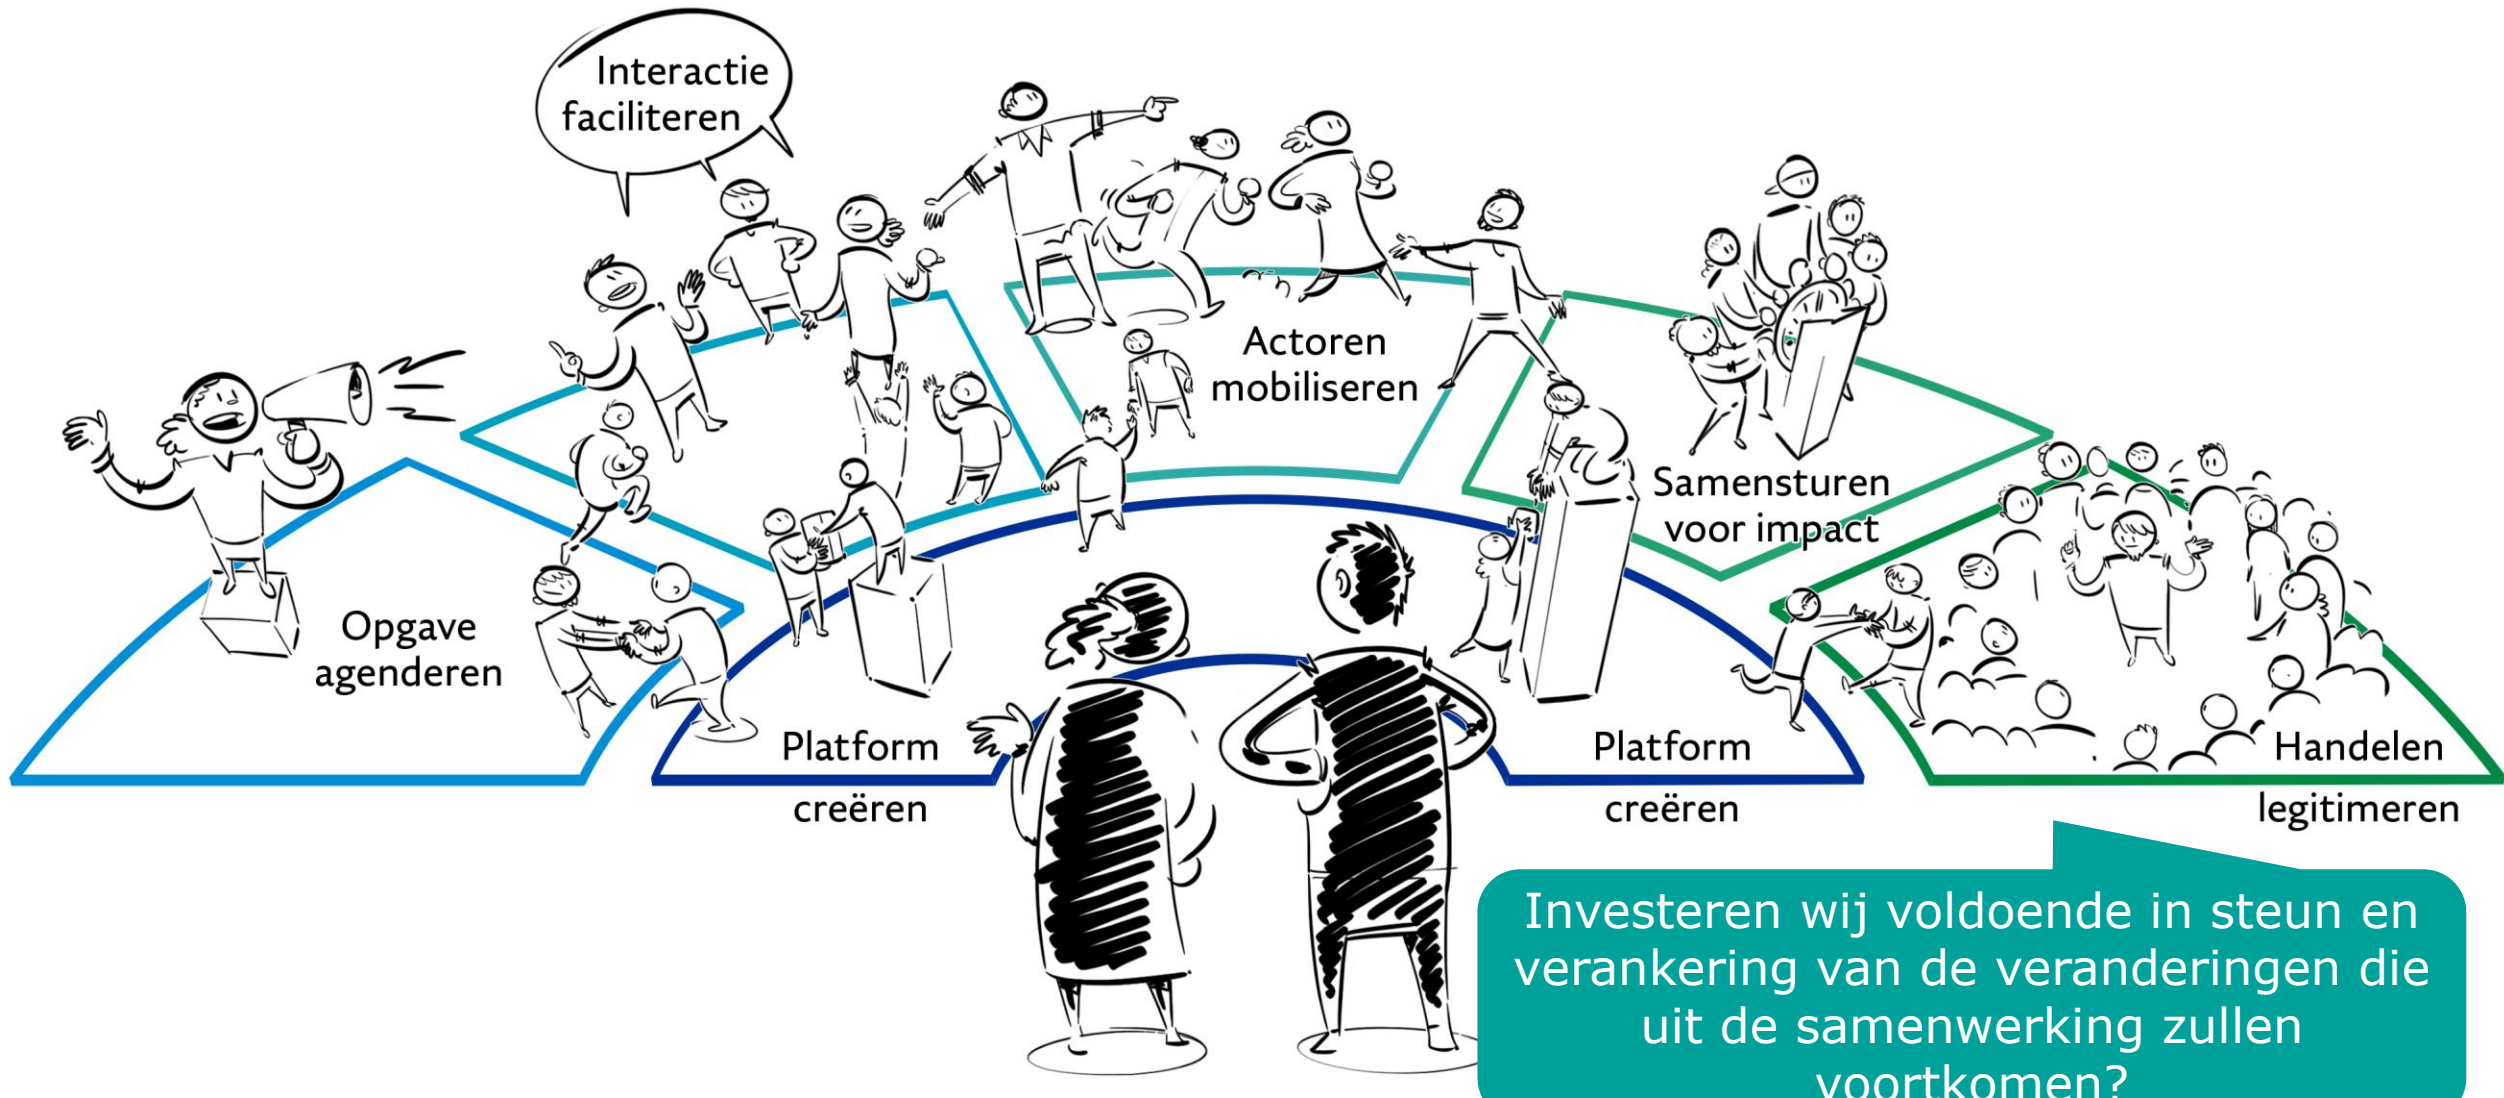 Interactie
faciliteren
Actoren
mobiliseren
Samensturen
voor impact
Opgave
agenderen
Platform
creëren
Platform
creëren
Handelen
legitimeren
Investeren wij voldoende in steun en
verankering van de veranderingen die
uit de samenwerking zullen
voortkomen?